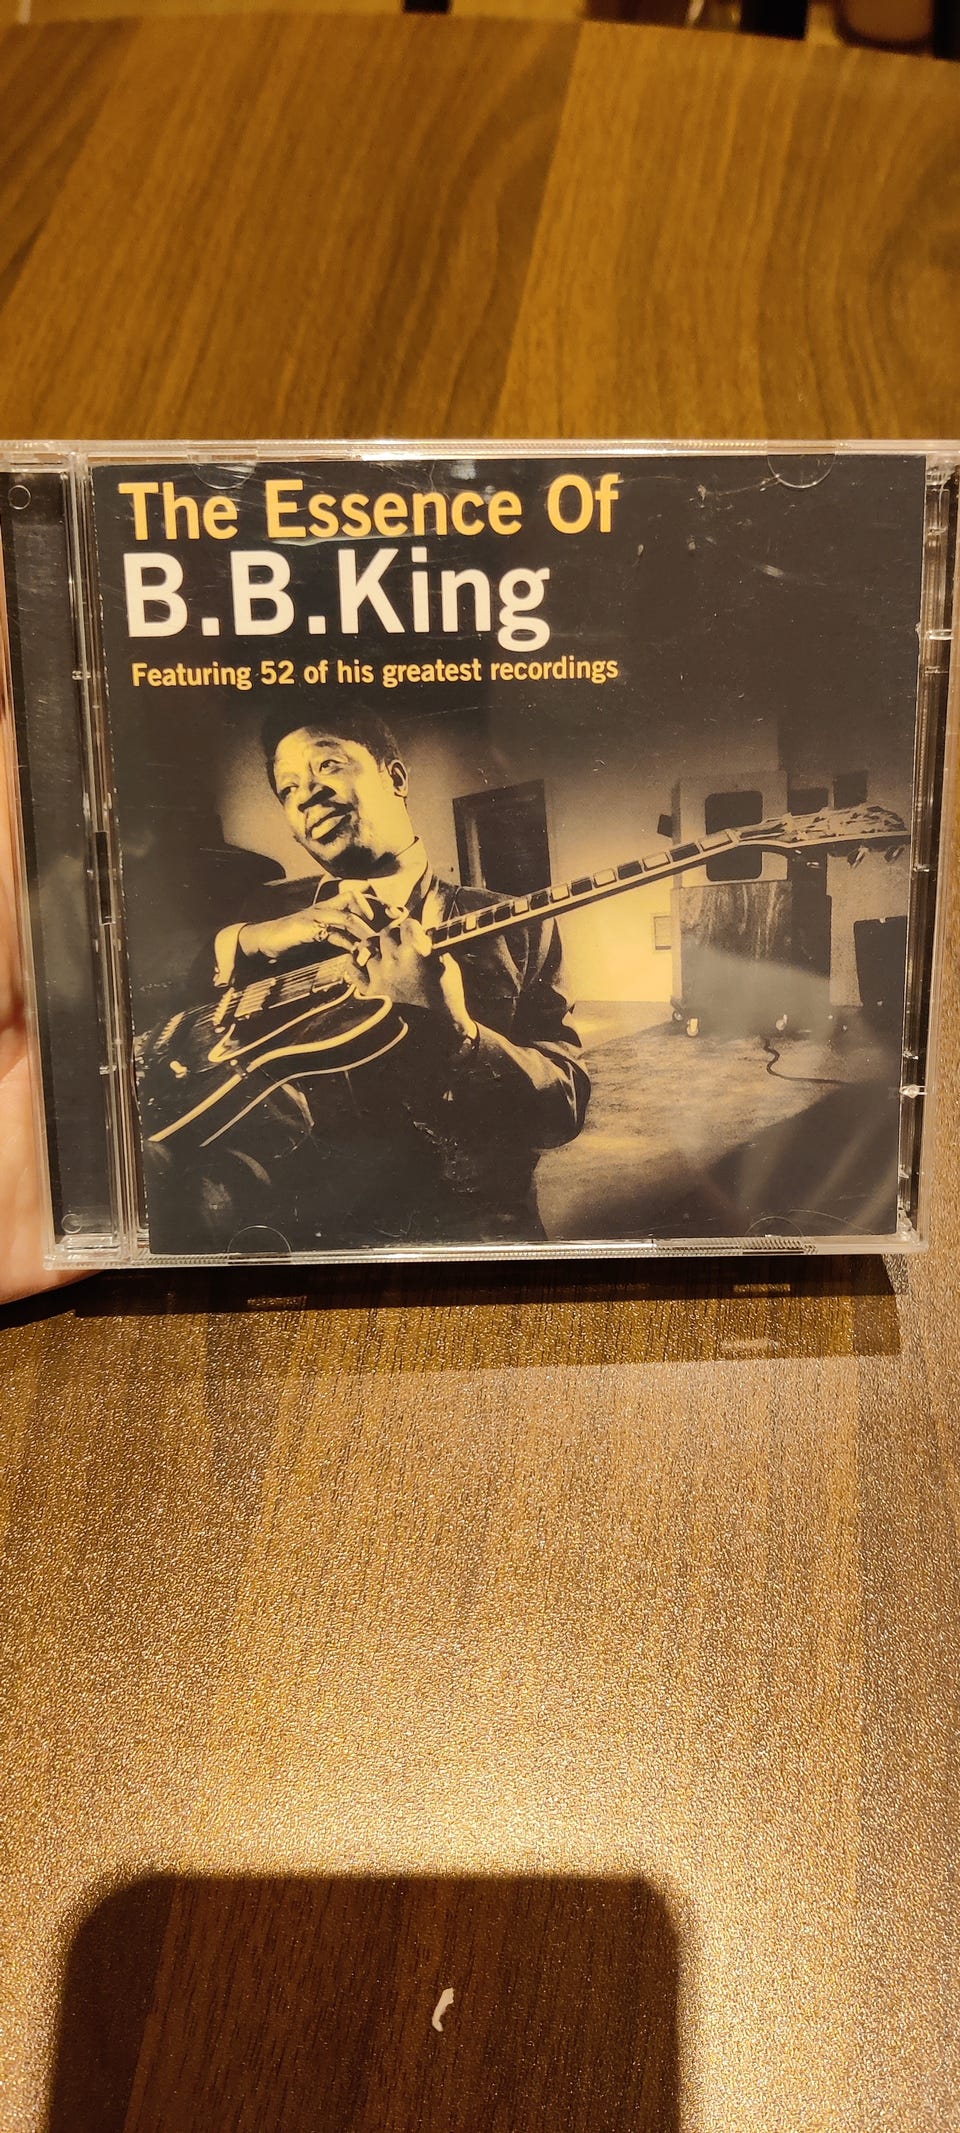 The Essence Of
B.B.King
Featuring 52 of his greatest recordings